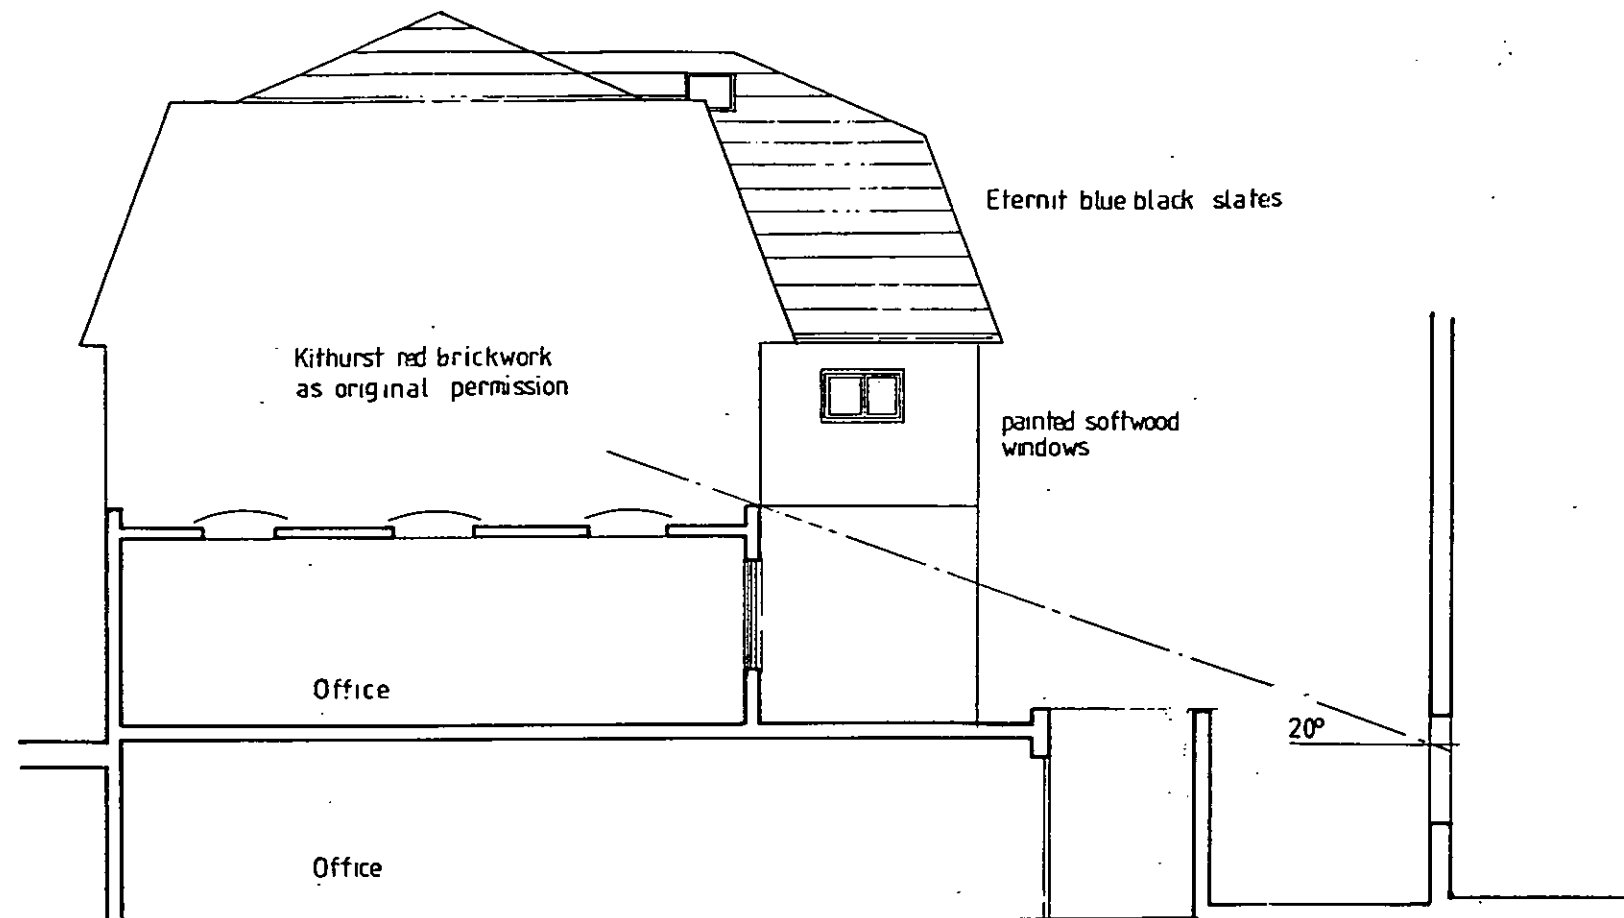 Eternit blue black slates
Kithurst red brickwork
as original permission
painted softwood
windows
Office
20°
Office